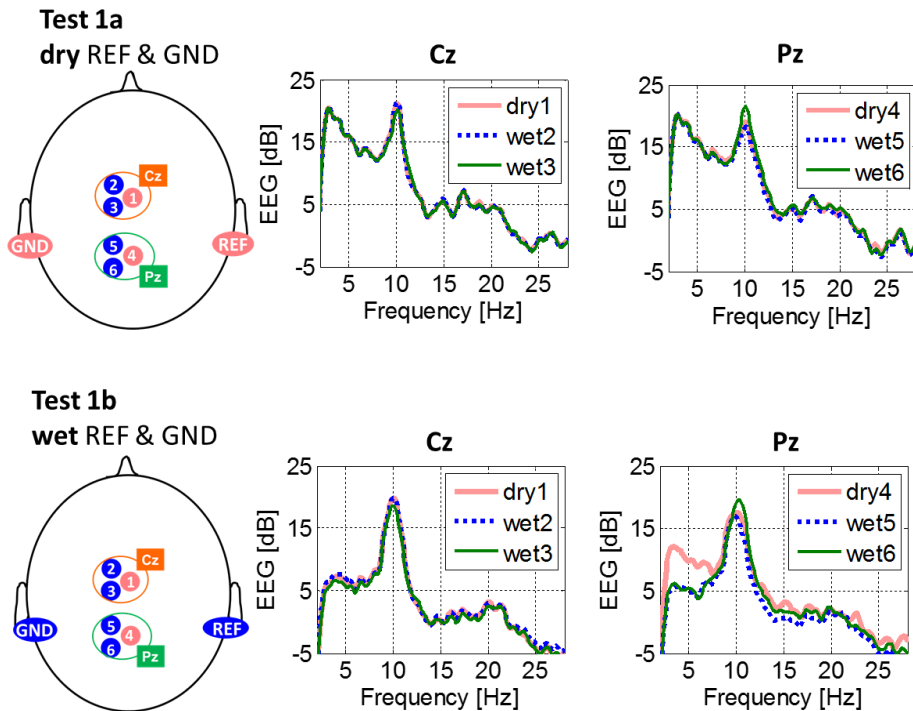 Test 1a
dry REF & GND
Cz
Pz
2
3
1
Cz
5
6
4
Pz
GND
REF
EEG [dB]
25
15
5
-5
5 10 15 20 25
Frequency [Hz]
dry1
wet2
wet3
EEG [dB]
25
15
5
-5
5 10 15 20 25
Frequency [Hz]
dry4
wet5
wet6
Test 1b
wet REF & GND
Cz
Pz
2
3
1
Cz
5
6
4
Pz
GND
REF
EEG [dB]
25
15
5
-5
5 10 15 20 25
Frequency [Hz]
dry1
wet2
wet3
EEG [dB]
25
15
5
-5
5 10 15 20 25
Frequency [Hz]
dry4
wet5
wet6